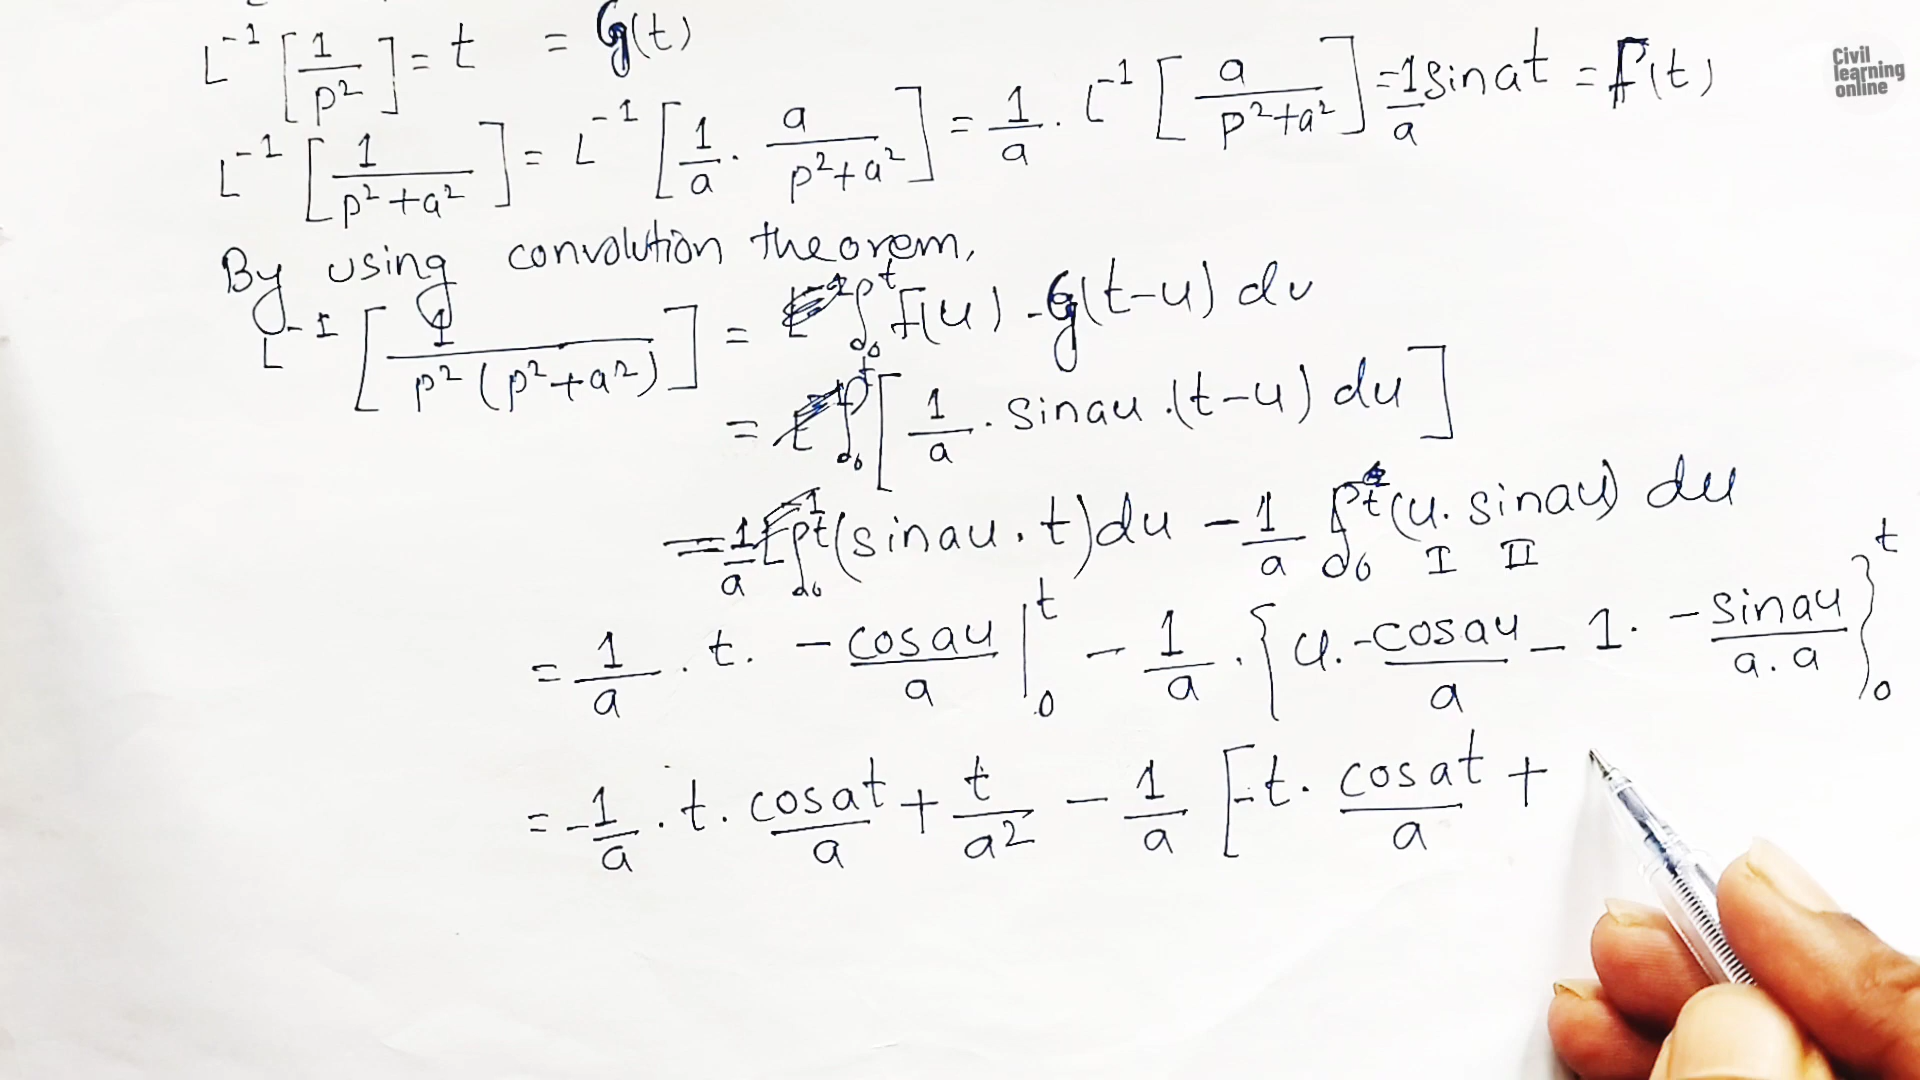 L⁻¹ [1/p²] = t = G(t)
L⁻¹ [1/(p²+a²)] = L⁻¹ [1/a · a/(p²+a²)] = 1/a · L⁻¹ [a/(p²+a²)] = 1/a sin at = F(t)
By using convolution theorem,
L⁻¹ [1/(p²(p²+a²))] = ∫₀ᵗ F(u) · G(t-u) du
= ∫₀ᵗ [1/a · sinau · (t-u) du]
= 1/a ∫₀ᵗ (sinau · t) du - 1/a ∫₀ᵗ (u · sinau) du
I II
= 1/a · t · -cosau/a |₀ᵗ - 1/a · {u · -cosau/a - 1 · -sinau/a.a}₀ᵗ
= -1/a · t · cosat/a + t/a² - 1/a [-t · cosat/a +
Civil
learning
online